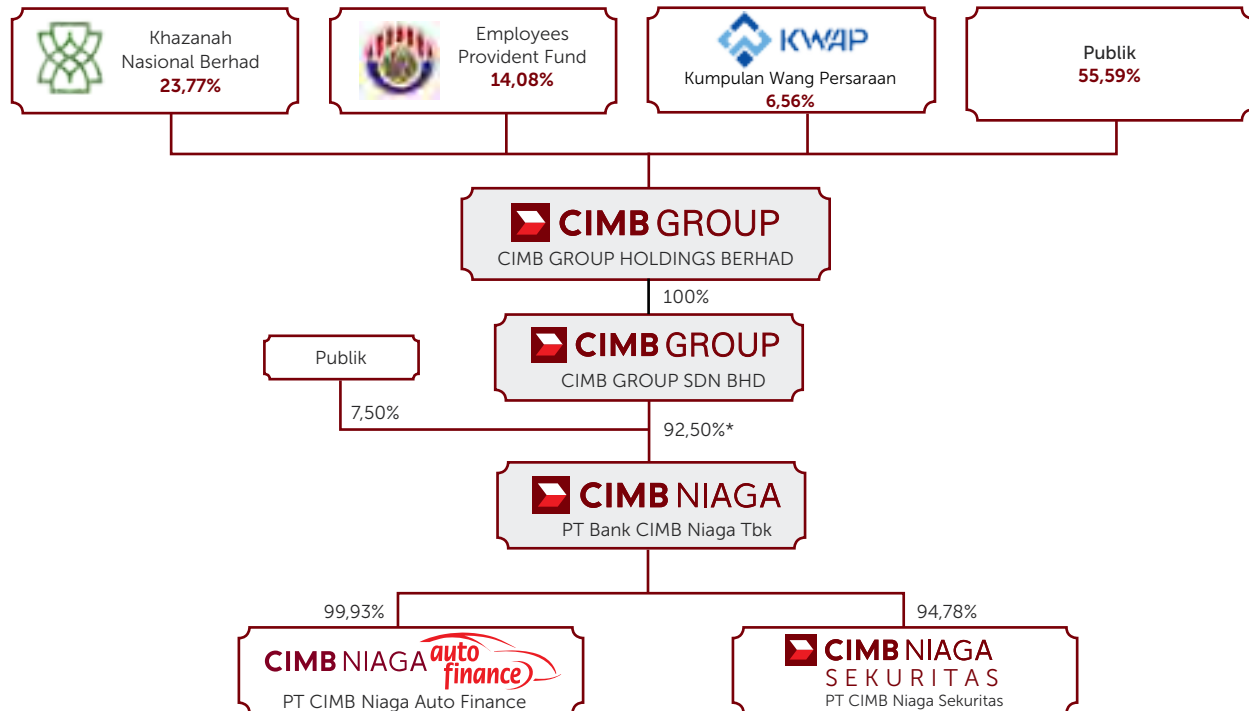 Khazanah
Nasional Berhad
23,77%
Employees
Provident Fund
14,08%
KWAP
Kumpulan Wang Persaraan
6,56%
Publik
55,59%
CIMB GROUP
CIMB GROUP HOLDINGS BERHAD
100%
CIMB GROUP
CIMB GROUP SDN BHD
Publik
7,50%
92,50%*
CIMB NIAGA
PT Bank CIMB Niaga Tbk
99,93%
94,78%
CIMB NIAGA auto
finance
PT CIMB Niaga Auto Finance
CIMB NIAGA
SEKURITAS
PT CIMB Niaga Sekuritas